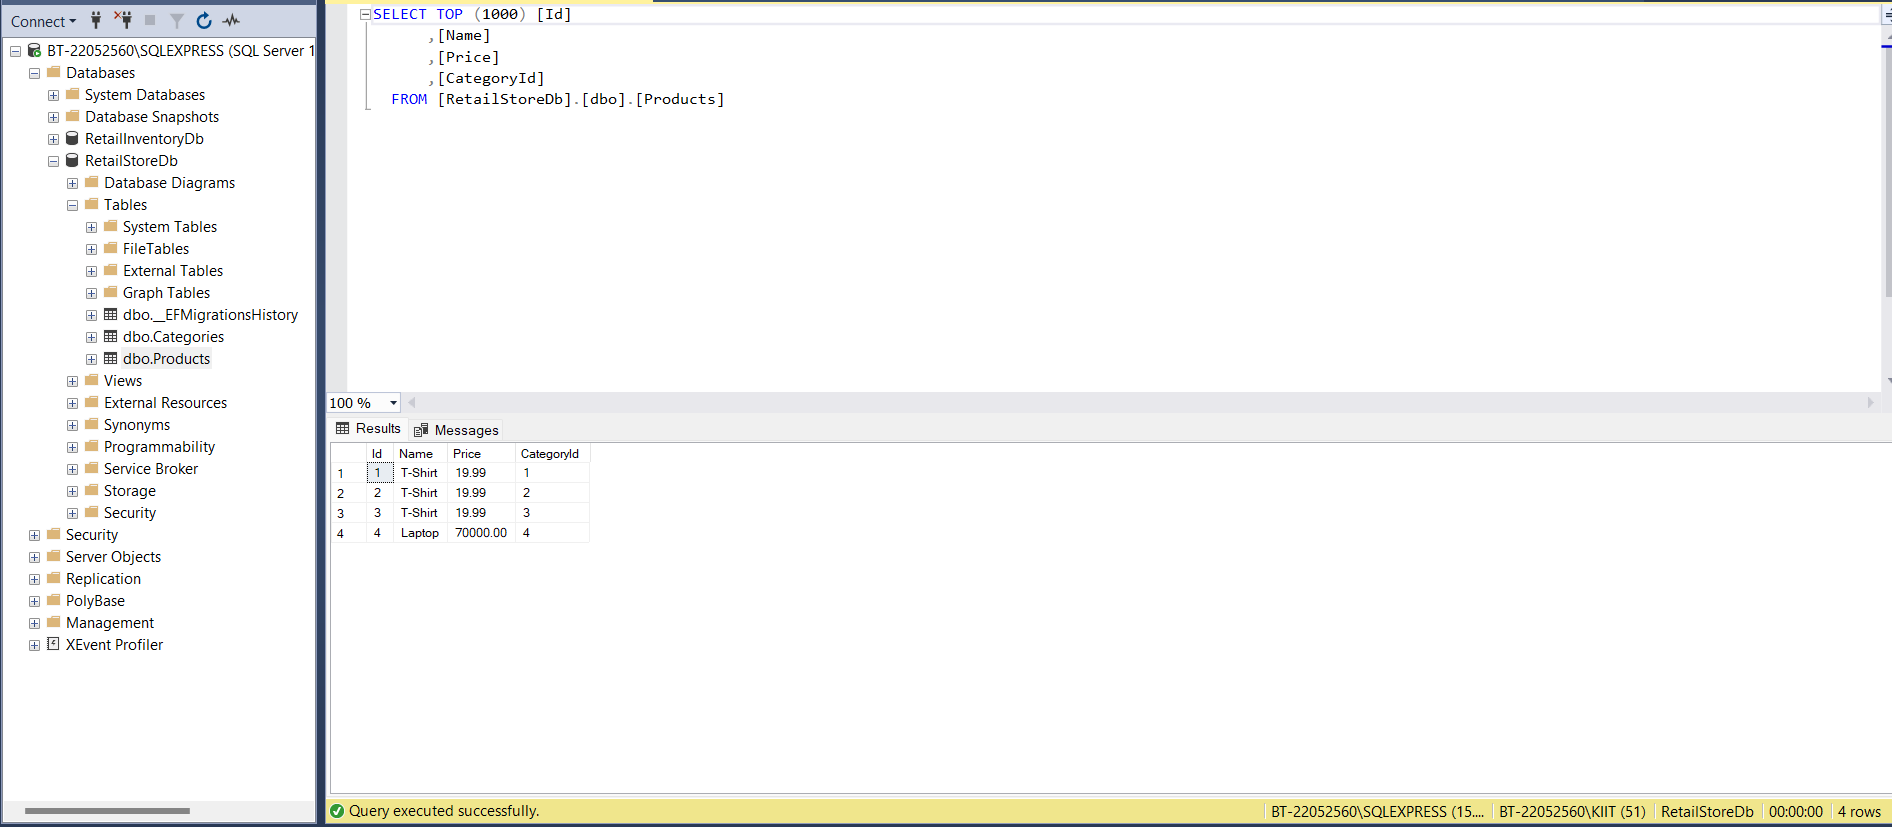 Connect
BT-22052560\SQLEXPRESS (SQL Server 1
Databases
System Databases
Database Snapshots
RetailInventoryDb
RetailStoreDb
Database Diagrams
Tables
System Tables
FileTables
External Tables
Graph Tables
dbo.__EFMigrationsHistory
dbo.Categories
dbo.Products
Views
External Resources
Synonyms
Programmability
Service Broker
Storage
Security
Security
Server Objects
Replication
PolyBase
Management
XEvent Profiler
SELECT TOP (1000) [Id]
,[Name]
,[Price]
,[CategoryId]
FROM [RetailStoreDb].[dbo].[Products]
100 %
Results Messages
Id Name Price CategoryId
1 1 T-Shirt 19.99 1
2 2 T-Shirt 19.99 2
3 3 T-Shirt 19.99 3
4 4 Laptop 70000.00 4
Query executed successfully. BT-22052560\SQLEXPRESS (15.... BT-22052560\KIIT (51) RetailStoreDb 00:00:00 4 rows